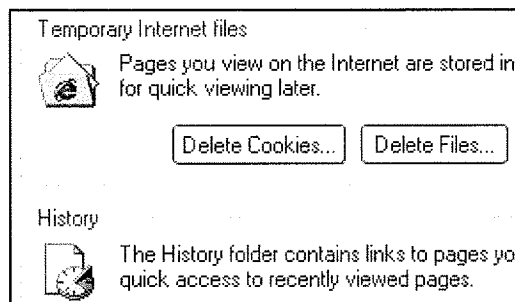 Temporary Internet files
Pages you view on the Internet are stored in
for quick viewing later.
Delete Cookies... Delete Files...
History
The History folder contains links to pages yo
quick access to recently viewed pages.